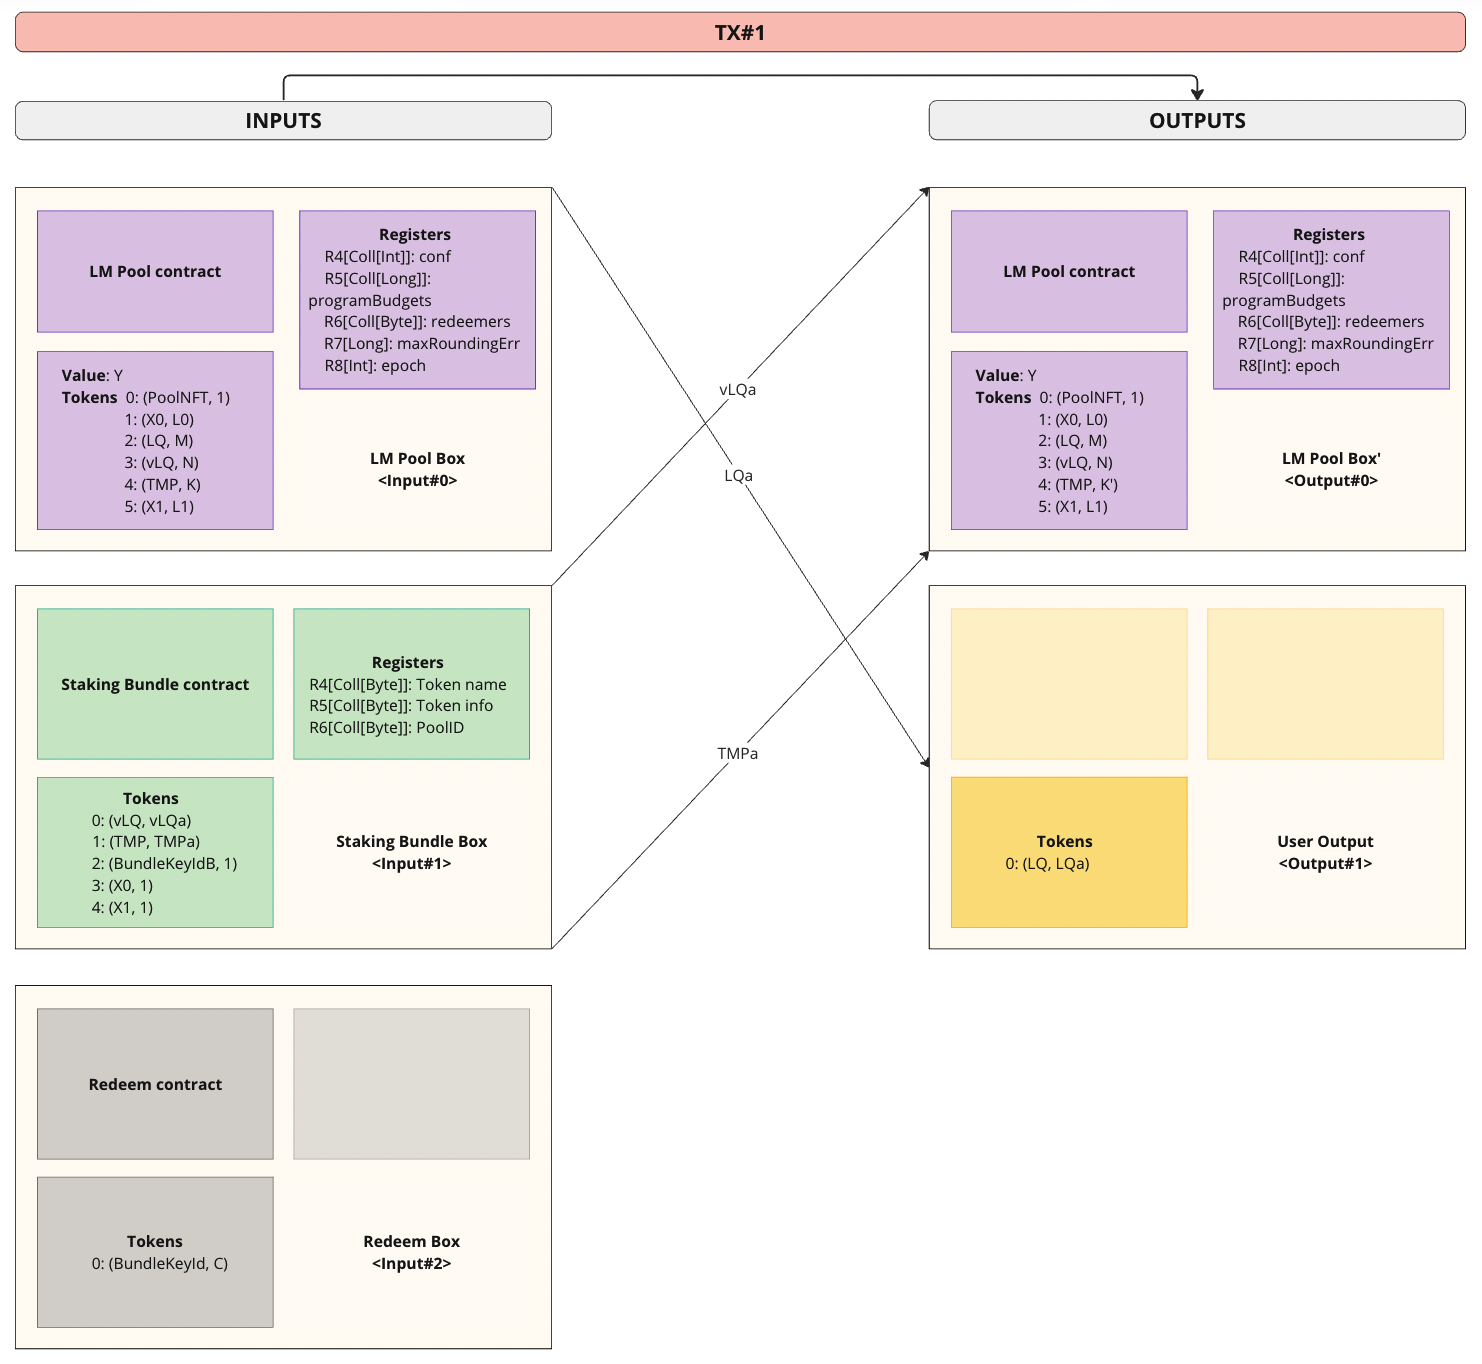 TX#1
INPUTS
OUTPUTS
LM Pool contract
Registers
R4[Coll[Int]]: conf
R5[Coll[Long]]:
programBudgets
R6[Coll[Byte]]: redeemers
R7[Long]: maxRoundingErr
R8[Int]: epoch
Value: Y
Tokens 0: (PoolNFT, 1)
1: (X0, L0)
2: (LQ, M)
3: (vLQ, N)
4: (TMP, K)
5: (X1, L1)
LM Pool Box
<Input#0>
vLQa
LQa
TMPa
LM Pool contract
Registers
R4[Coll[Int]]: conf
R5[Coll[Long]]:
programBudgets
R6[Coll[Byte]]: redeemers
R7[Long]: maxRoundingErr
R8[Int]: epoch
Value: Y
Tokens 0: (PoolNFT, 1)
1: (X0, L0)
2: (LQ, M)
3: (vLQ, N)
4: (TMP, K')
5: (X1, L1)
LM Pool Box'
<Output#0>
Staking Bundle contract
Registers
R4[Coll[Byte]]: Token name
R5[Coll[Byte]]: Token info
R6[Coll[Byte]]: PoolID
Tokens
0: (vLQ, vLQa)
1: (TMP, TMPa)
2: (BundleKeyIdB, 1)
3: (X0, 1)
4: (X1, 1)
Staking Bundle Box
<Input#1>
Tokens
0: (LQ, LQa)
User Output
<Output#1>
Redeem contract
Tokens
0: (BundleKeyId, C)
Redeem Box
<Input#2>